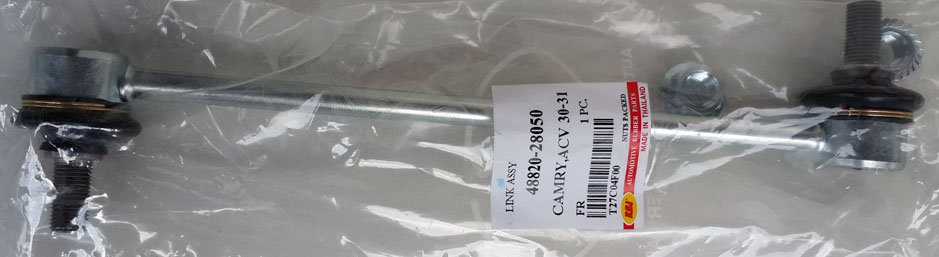 LINK ASSY
48820-28050
CAMRY,ACV 30-31
FR 1 PC.
T27C04F00
NUTS PACKED
RBI AUTOMOTIVE RUBBER PARTS
MADE IN THAILAND